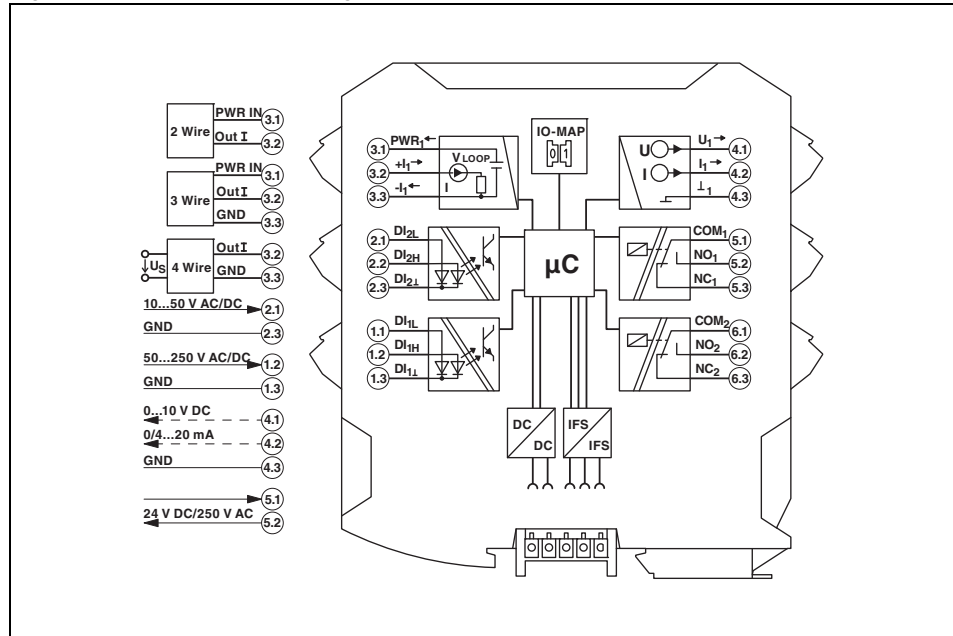 PWR IN 3.1
2 Wire
Out I 3.2
PWR IN 3.1
3 Wire Out I 3.2
GND 3.3
Out I 3.2
↓US 4 Wire GND 3.3
10...50 V AC/DC 2.1
GND 2.3
50...250 V AC/DC 1.2
GND 1.3
0...10 V DC 4.1
0/4...20 mA 4.2
GND 4.3
5.1
24 V DC/250 V AC 5.2
3.1 PWR1
3.2 +I1
3.3 -I1
V LOOP
I
IO-MAP
0 1
U U1 4.1
I I1 4.2
⊥1 4.3
2.1 DI2L
2.2 DI2H
2.3 DI2⊥
µC
COM1 5.1
NO1 5.2
NC1 5.3
1.1 DI1L
1.2 DI1H
1.3 DI1⊥
COM2 6.1
NO2 6.2
NC2 6.3
DC
DC
IFS
IFS